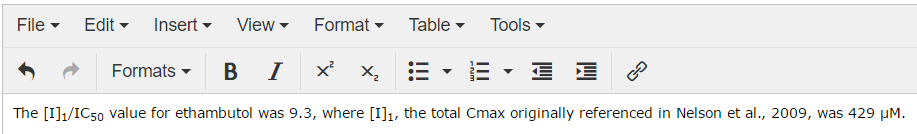 File Edit Insert View Format Table Tools
Formats B I x² x₂
The [I]₁/IC₅₀ value for ethambutol was 9.3, where [I]₁, the total Cmax originally referenced in Nelson et al., 2009, was 429 µM.